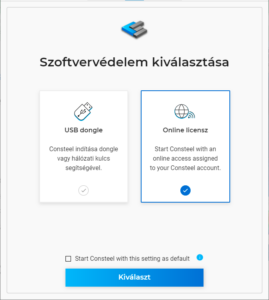 Szoftvervédelem kiválasztása
USB dongle
Consteel indítása dongle
vagy hálózati kulcs
segítségével.
Online licensz
Start Consteel with an
online access assigned
to your Consteel account.
Start Consteel with this setting as default
Kiválaszt